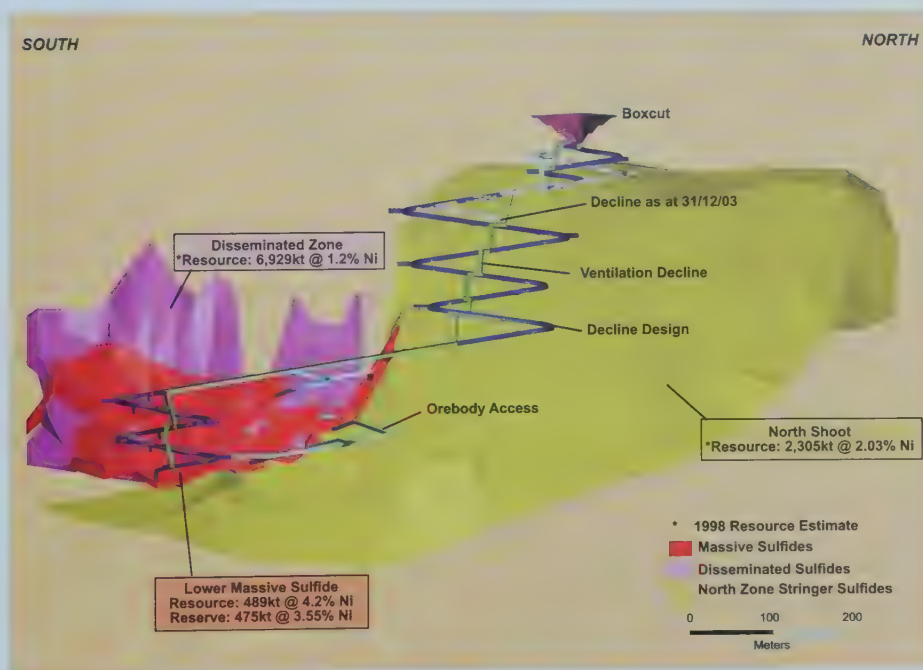 SOUTH
NORTH
Boxcut
Decline as at 31/12/03
Disseminated Zone
*Resource: 6,929kt @ 1.2% Ni
Ventilation Decline
Decline Design
Orebody Access
North Shoot
*Resource: 2,305kt @ 2.03% Ni
* 1998 Resource Estimate
Massive Sulfides
Disseminated Sulfides
North Zone Stringer Sulfides
Lower Massive Sulfide
Resource: 489kt @ 4.2% Ni
Reserve: 475kt @ 3.55% Ni
0 100 200
Meters